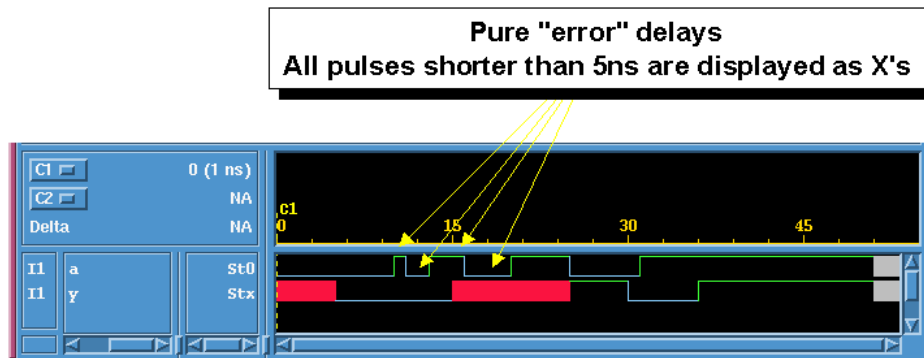 Pure "error" delays
All pulses shorter than 5ns are displayed as X's
C1 0 (1 ns)
C2 NA
Delta NA
c1
0 15 30 45
I1 a St0
I1 y Stx